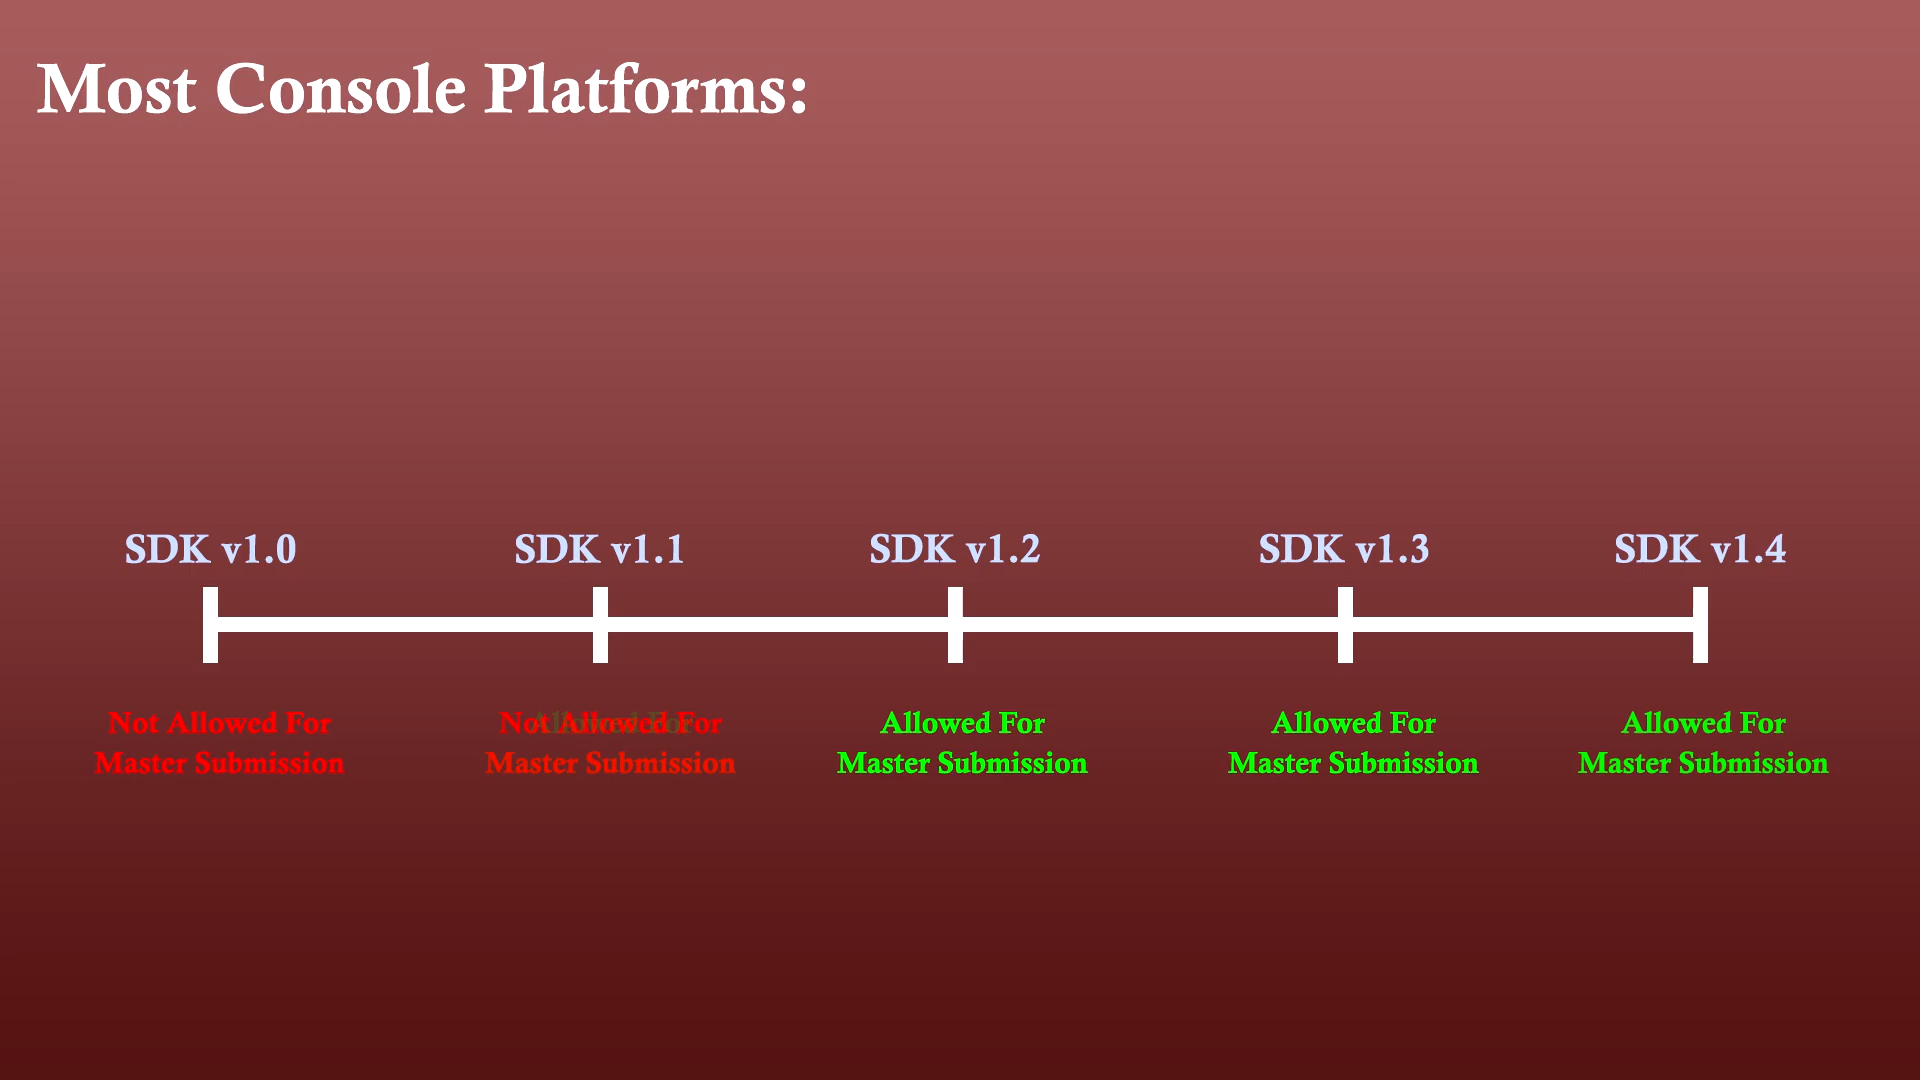 Most Console Platforms:
SDK v1.0 SDK v1.1 SDK v1.2 SDK v1.3 SDK v1.4
Not Allowed For Not Allowed For Allowed For Allowed For Allowed For
Master Submission Master Submission Master Submission Master Submission Master Submission